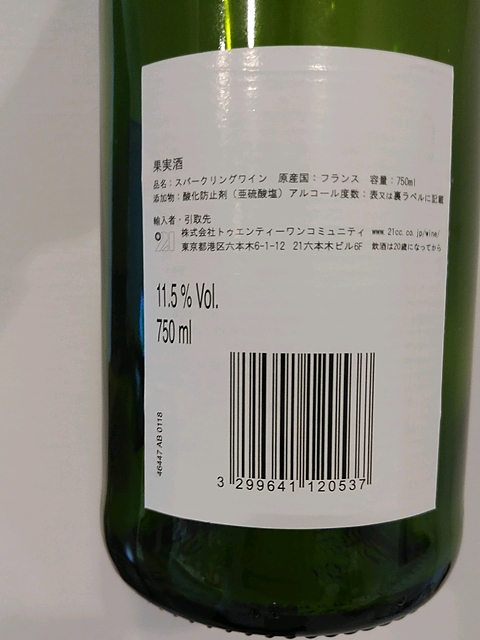 果実酒
品名：スパークリングワイン 原産国：フランス 容量：750ml
添加物：酸化防止剤（亜硫酸塩）アルコール度数：表又は裏ラベルに記載
輸入者・引取先
21 株式会社トゥエンティーワンコミュニティ www.21cc.co.jp/wine/
東京都港区六本木6-1-12 21六本木ビル6F 飲酒は20歳になってから
11.5 % Vol.
750 ml
46447 AB 0118
3 299641 120537